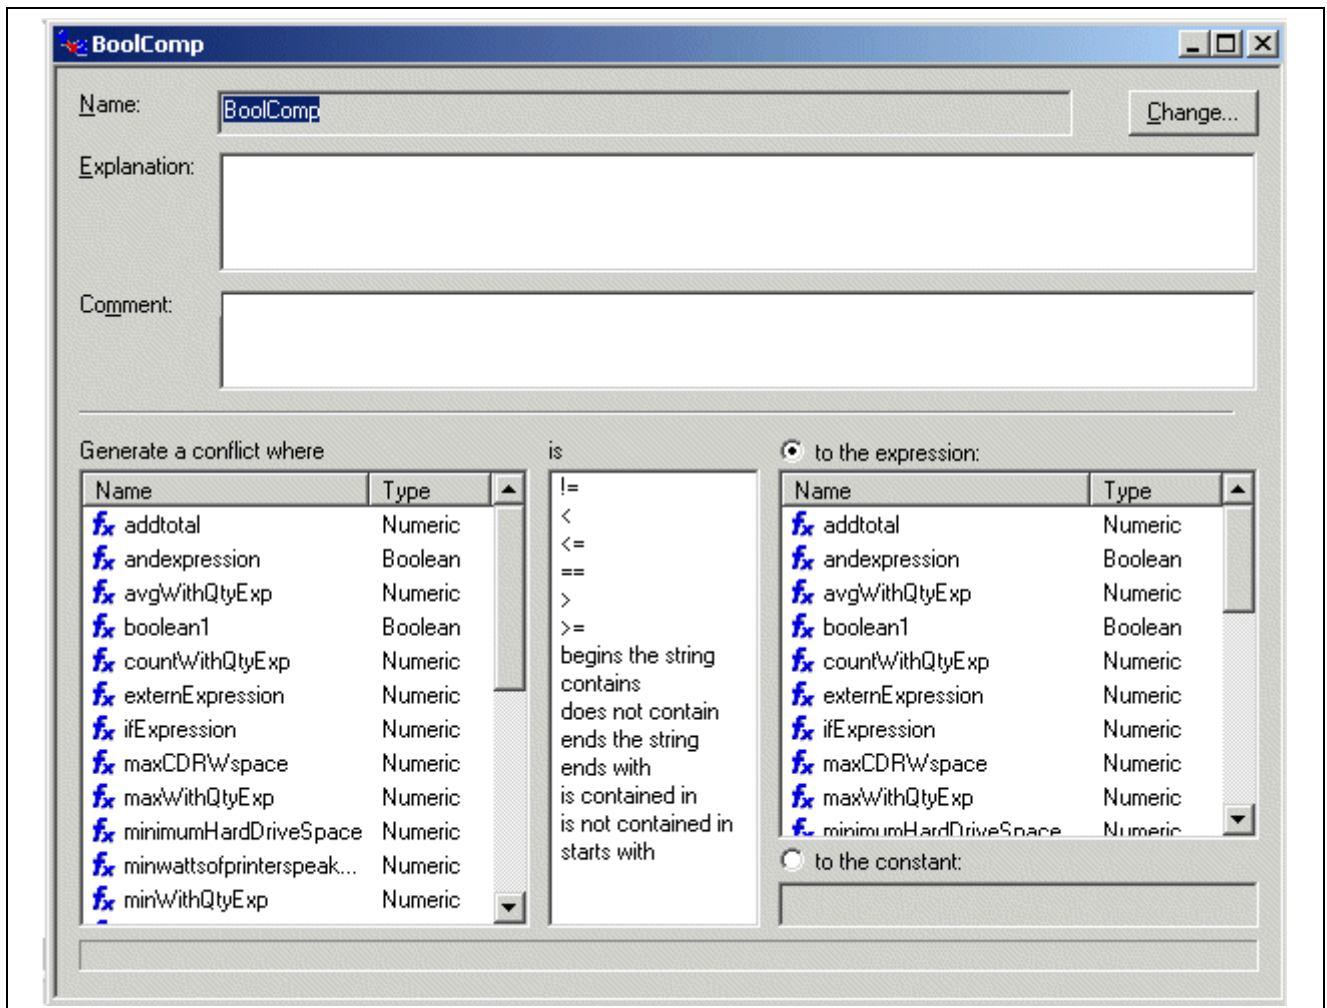 BoolComp
Name: BoolComp Change...
Explanation:
Comment:
Generate a conflict where
Name Type
addtotal Numeric
andexpression Boolean
avgWithQtyExp Numeric
boolean1 Boolean
countWithQtyExp Numeric
externExpression Numeric
ifExpression Numeric
maxCDRWspace Numeric
maxWithQtyExp Numeric
minimumHardDriveSpace Numeric
minwattsofprinterspeak... Numeric
minWithQtyExp Numeric
is
!=
<
<=
==
>
>=
begins the string
contains
does not contain
ends the string
ends with
is contained in
is not contained in
starts with
to the expression:
Name Type
addtotal Numeric
andexpression Boolean
avgWithQtyExp Numeric
boolean1 Boolean
countWithQtyExp Numeric
externExpression Numeric
ifExpression Numeric
maxCDRWspace Numeric
maxWithQtyExp Numeric
minimumHardDriveSpace Numeric
to the constant: